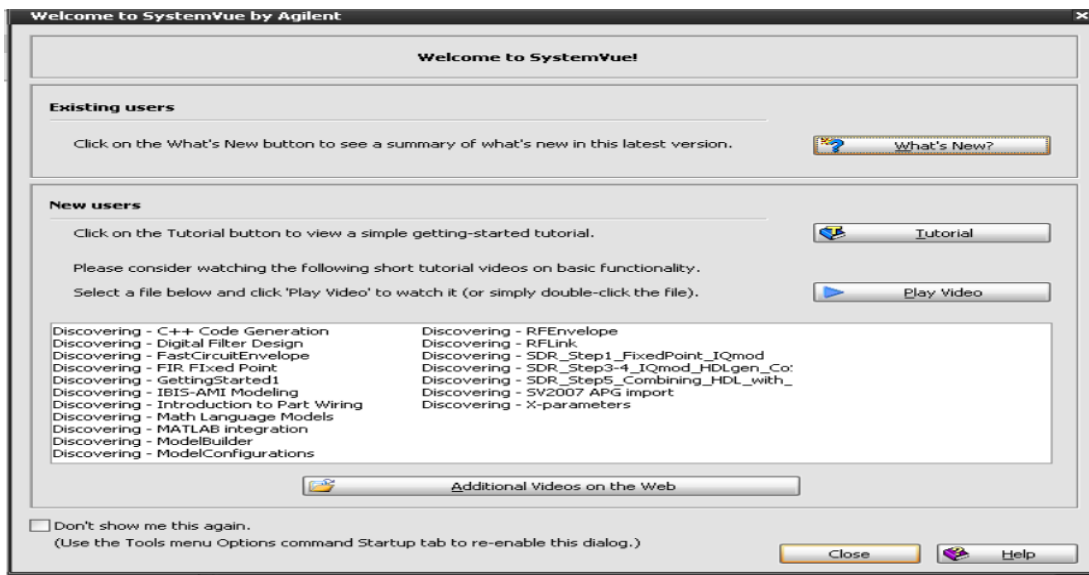 Welcome to SystemVue by Agilent
Welcome to SystemVue!
Existing users
Click on the What's New button to see a summary of what's new in this latest version.
What's New?
New users
Click on the Tutorial button to view a simple getting-started tutorial.
Tutorial
Please consider watching the following short tutorial videos on basic functionality.
Select a file below and click 'Play Video' to watch it (or simply double-click the file).
Play Video
Discovering - C++ Code Generation
Discovering - Digital Filter Design
Discovering - FastCircuitEnvelope
Discovering - FIR FIxed Point
Discovering - GettingStarted1
Discovering - IBIS-AMI Modeling
Discovering - Introduction to Part Wiring
Discovering - Math Language Models
Discovering - MATLAB integration
Discovering - ModelBuilder
Discovering - ModelConfigurations
Discovering - RFEnvelope
Discovering - RFLink
Discovering - SDR_Step1_FixedPoint_IQmod
Discovering - SDR_Step3-4_IQmod_HDLgen_Co:
Discovering - SDR_Step5_Combining_HDL_with_
Discovering - SV2007 APG import
Discovering - X-parameters
Additional Videos on the Web
Don't show me this again.
(Use the Tools menu Options command Startup tab to re-enable this dialog.)
Close
Help